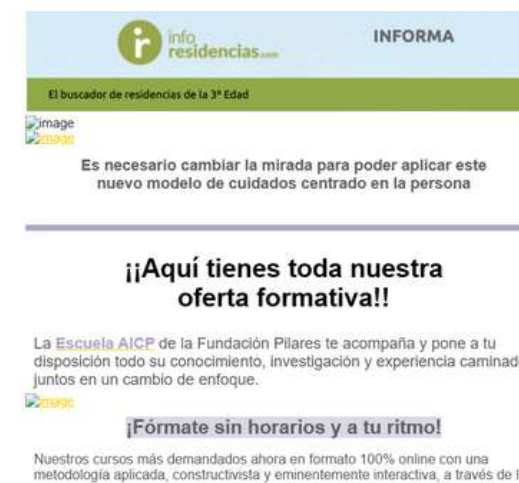 info
residencias.com
INFORMA
El buscador de residencias de la 3ª Edad
image
image
Es necesario cambiar la mirada para poder aplicar este
nuevo modelo de cuidados centrado en la persona
¡¡Aquí tienes toda nuestra
oferta formativa!!
La Escuela AICP de la Fundación Pilares te acompaña y pone a tu
disposición todo su conocimiento, investigación y experiencia caminad
juntos en un cambio de enfoque.
image
¡Fórmate sin horarios y a tu ritmo!
Nuestros cursos más demandados ahora en formato 100% online con una
metodología aplicada, constructivista y eminentemente interactiva, a través de